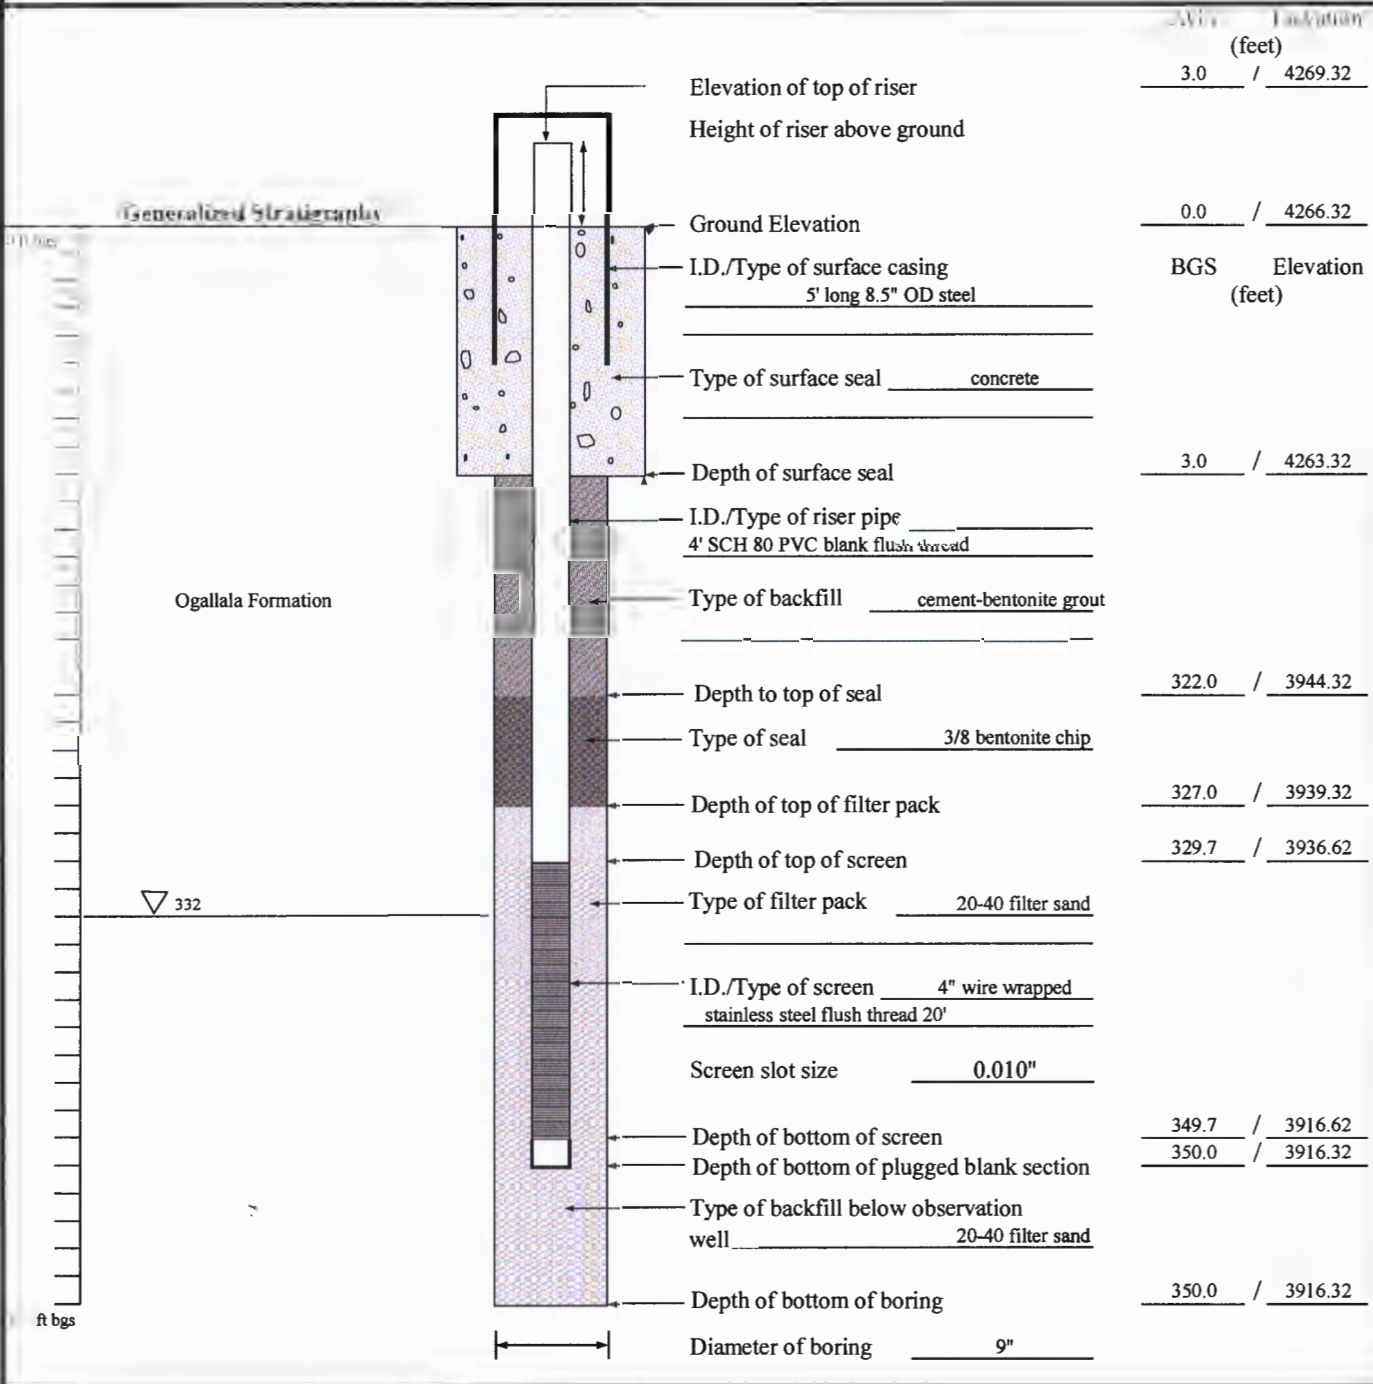 (feet)
Elevation of top of riser 3.0 / 4269.32
Height of riser above ground
Generalized Stratigraphy
Ground Elevation 0.0 / 4266.32
I.D./Type of surface casing BGS Elevation
5' long 8.5" OD steel (feet)
Type of surface seal concrete
Depth of surface seal 3.0 / 4263.32
I.D./Type of riser pipe
4' SCH 80 PVC blank flush thread
Ogallala Formation Type of backfill cement-bentonite grout
Depth to top of seal 322.0 / 3944.32
Type of seal 3/8 bentonite chip
Depth of top of filter pack 327.0 / 3939.32
Depth of top of screen 329.7 / 3936.62
332 Type of filter pack 20-40 filter sand
I.D./Type of screen 4" wire wrapped
stainless steel flush thread 20'
Screen slot size 0.010"
Depth of bottom of screen 349.7 / 3916.62
Depth of bottom of plugged blank section 350.0 / 3916.32
Type of backfill below observation
well 20-40 filter sand
Depth of bottom of boring 350.0 / 3916.32
ft bgs
Diameter of boring 9"